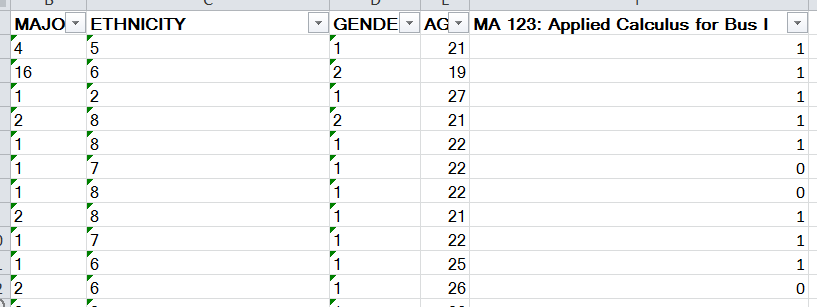 MAJO ETHNICITY GENDE AG MA 123: Applied Calculus for Bus I
4 5 1 21 1
16 6 2 19 1
1 2 1 27 1
2 8 2 21 1
1 8 1 22 1
1 7 1 22 0
1 8 1 22 0
2 8 1 21 1
1 7 1 22 1
1 6 1 25 1
2 6 1 26 0